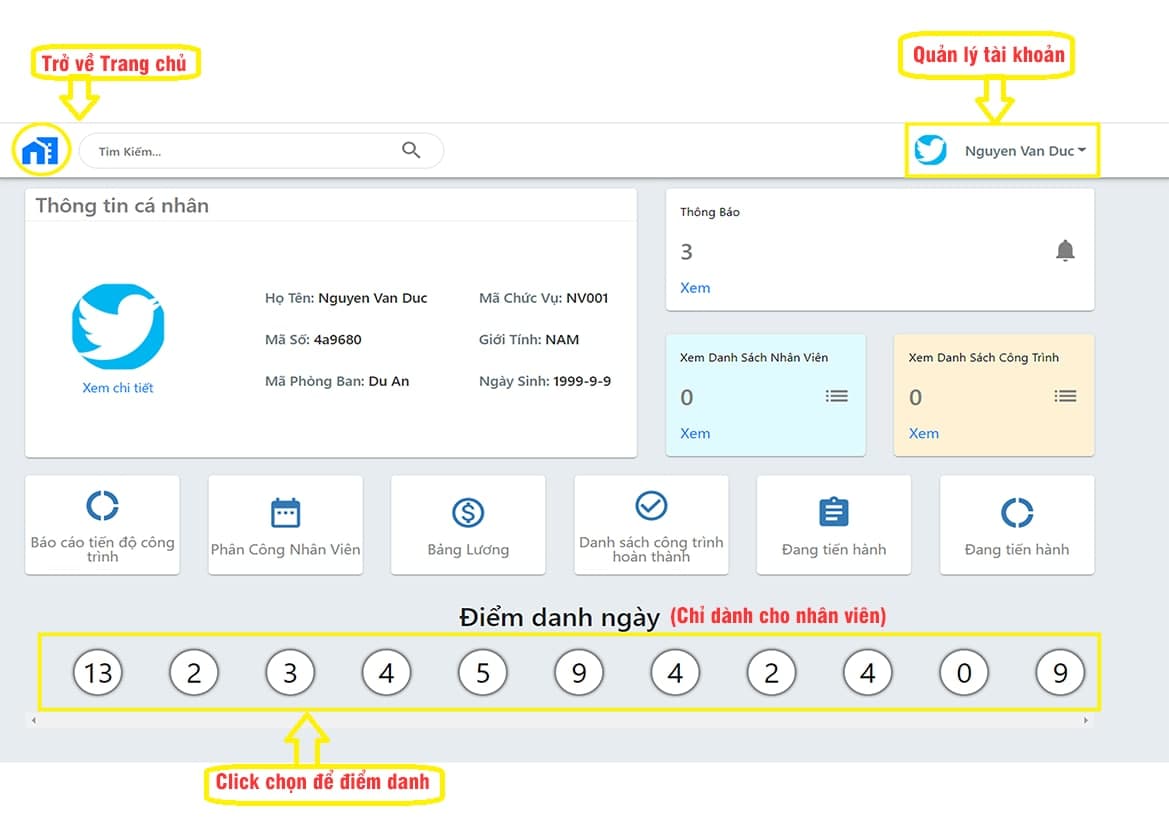 Trở về Trang chủ
Quản lý tài khoản
Tìm Kiếm...
Nguyen Van Duc
Thông tin cá nhân
Họ Tên: Nguyen Van Duc
Mã Chức Vụ: NV001
Mã Số: 4a9680
Giới Tính: NAM
Mã Phòng Ban: Du An
Ngày Sinh: 1999-9-9
Xem chi tiết
Thông Báo
3
Xem
Xem Danh Sách Nhân Viên
0
Xem
Xem Danh Sách Công Trình
0
Xem
Báo cáo tiến độ công
trình
Phân Công Nhân Viên
Bảng Lương
Danh sách công trình
hoàn thành
Đang tiến hành
Đang tiến hành
Điểm danh ngày (Chỉ dành cho nhân viên)
13 2 3 4 5 9 4 2 4 0 9
Click chọn để điểm danh